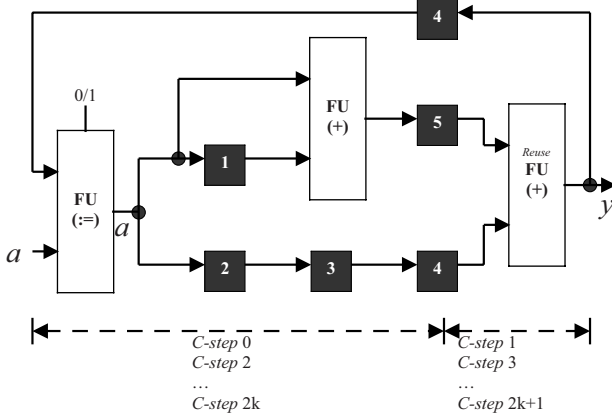 4
0/1
FU
(+)
5
Reuse
FU
(+)
1
FU
(:=)
a
y
a
2
3
4
C-step 0
C-step 2
…
C-step 2k
C-step 1
C-step 3
…
C-step 2k+1